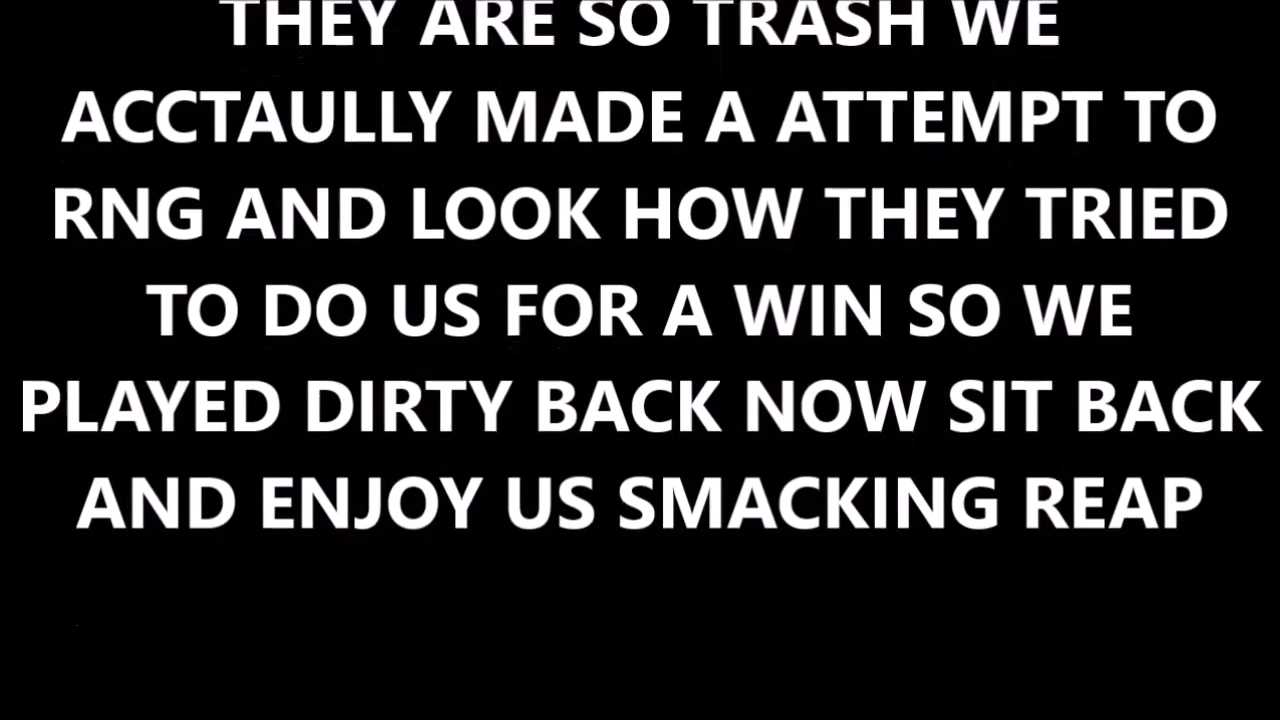 THEY ARE SO TRASH WE
ACCTAULLY MADE A ATTEMPT TO
RNG AND LOOK HOW THEY TRIED
TO DO US FOR A WIN SO WE
PLAYED DIRTY BACK NOW SIT BACK
AND ENJOY US SMACKING REAP